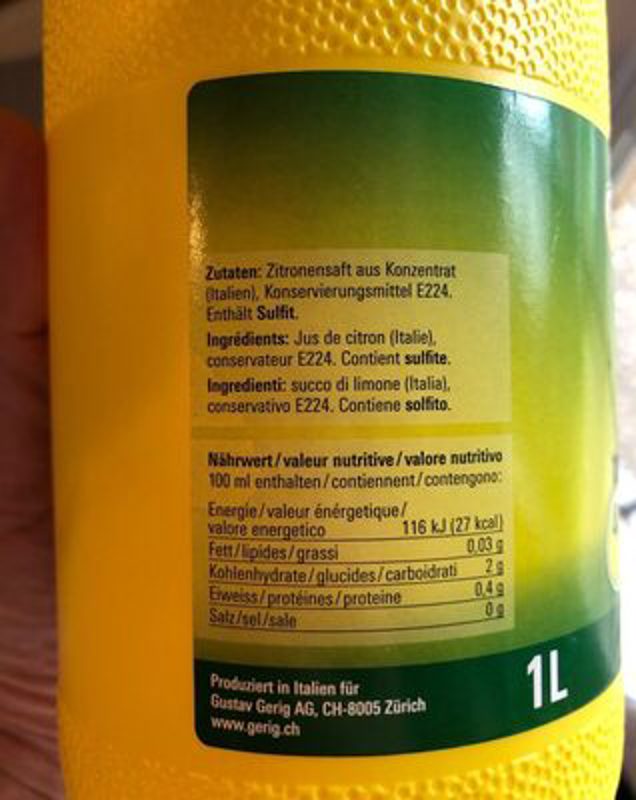 Zutaten: Zitronensaft aus Konzentrat
(Italien), Konservierungsmittel E224.
Enthält Sulfit.
Ingrédients: Jus de citron (Italie),
conservateur E224. Contient sulfite.
Ingredienti: succo di limone (Italia),
conservativo E224. Contiene solfito.
Nährwert/valeur nutritive/valore nutritivo
100 ml enthalten/contiennent/contengono:
Energie/valeur énérgetique/
valore energetico 116 kJ (27 kcal)
Fett/lipides/grassi 0,03 g
Kohlenhydrate/glucides/carboidrati 2 g
Eiweiss/protéines/proteine 0,4 g
Salz/sel/sale 0 g
Produziert in Italien für
Gustav Gerig AG, CH-8005 Zürich
www.gerig.ch
1L